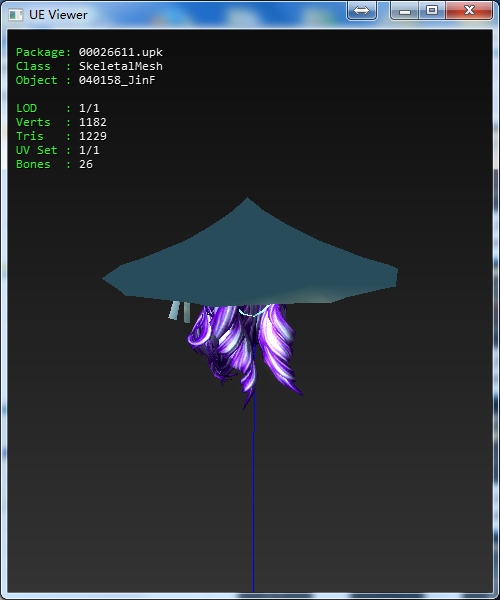 UE Viewer
Package: 00026611.upk
Class : SkeletalMesh
Object : 040158_JinF
LOD : 1/1
Verts : 1182
Tris : 1229
UV Set : 1/1
Bones : 26